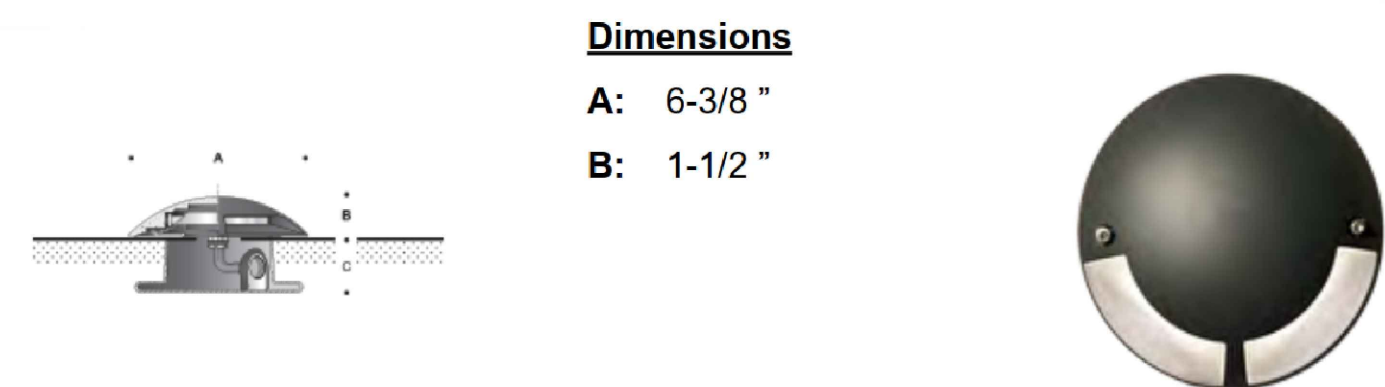 Dimensions
A: 6-3/8 ”
B: 1-1/2 ”
A
B
C